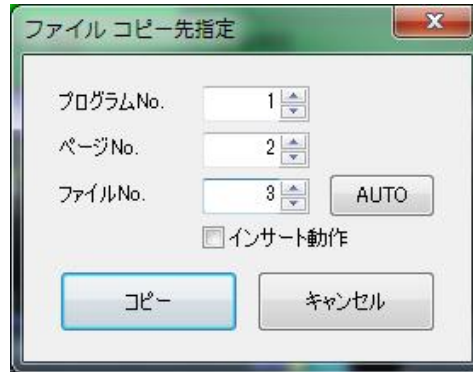 ファイル コピー先指定
プログラムNo. 1
ページNo. 2
ファイルNo. 3 AUTO
インサート動作
コピー キャンセル